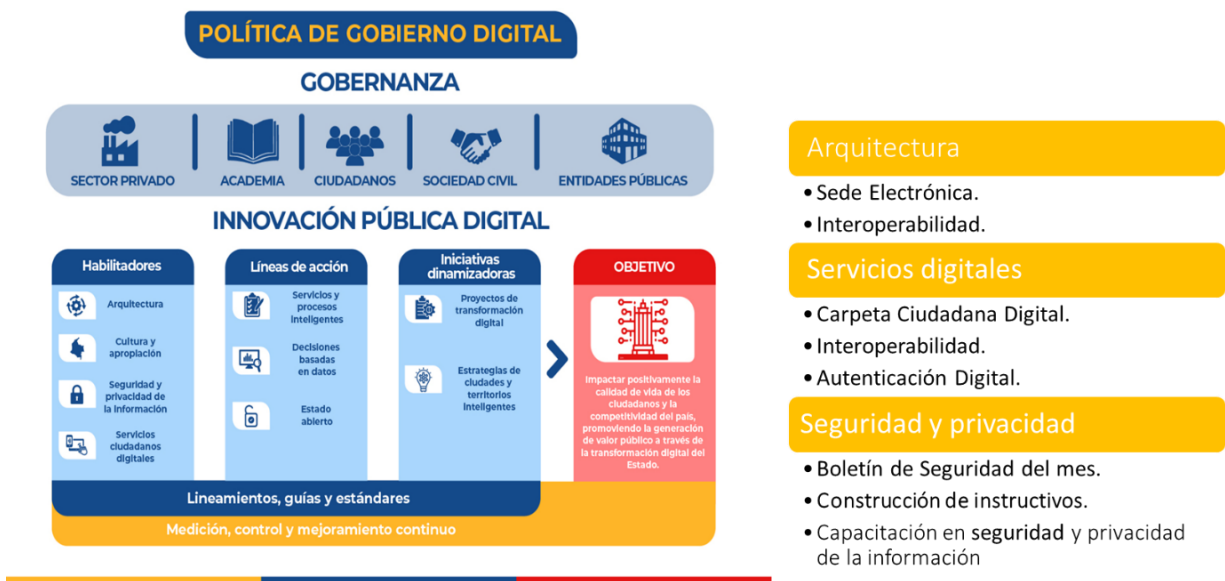 POLÍTICA DE GOBIERNO DIGITAL
GOBERNANZA
SECTOR PRIVADO
ACADEMIA
CIUDADANOS
SOCIEDAD CIVIL
ENTIDADES PÚBLICAS
INNOVACIÓN PÚBLICA DIGITAL
Habilitadores
Arquitectura
Cultura y
apropiación
Seguridad y
privacidad de
la información
Servicios
ciudadanos
digitales
Líneas de acción
Servicios y
procesos
inteligentes
Decisiones
basadas
en datos
Estado
abierto
Iniciativas
dinamizadoras
Proyectos de
transformación
digital
Estrategias de
ciudades y
territorios
inteligentes
OBJETIVO
Impactar positivamente la
calidad de vida de los
ciudadanos y la
competitividad del país,
promoviendo la generación
de valor público a través de
la transformación digital del
Estado.
Lineamientos, guías y estándares
Medición, control y mejoramiento continuo
Arquitectura
• Sede Electrónica.
• Interoperabilidad.
Servicios digitales
• Carpeta Ciudadana Digital.
• Interoperabilidad.
• Autenticación Digital.
Seguridad y privacidad
• Boletín de Seguridad del mes.
• Construcción de instructivos.
• Capacitación en seguridad y privacidad
de la información